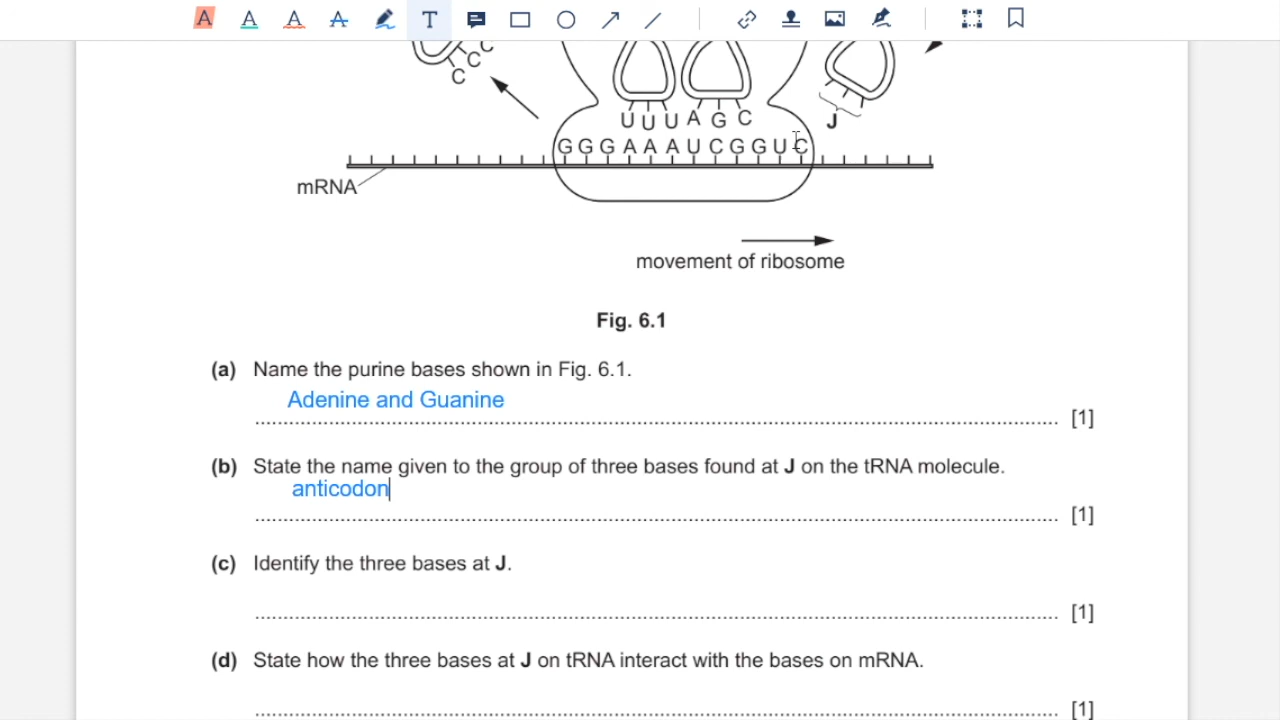 A A A A T
C C C
U U U A G C
J
G G G A A A U C G G U C
mRNA
movement of ribosome
Fig. 6.1
(a) Name the purine bases shown in Fig. 6.1.
Adenine and Guanine
[1]
(b) State the name given to the group of three bases found at J on the tRNA molecule.
anticodon
[1]
(c) Identify the three bases at J.
[1]
(d) State how the three bases at J on tRNA interact with the bases on mRNA.
[1]